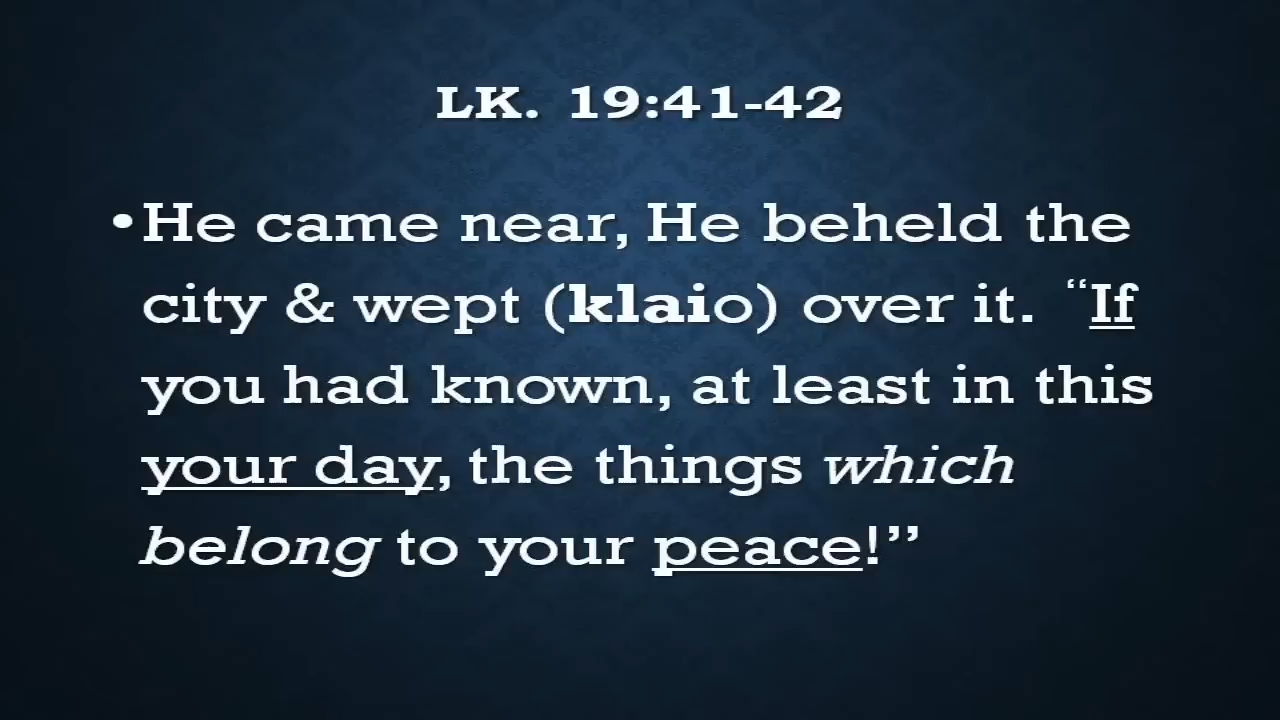 LK. 19:41-42
•He came near, He beheld the
city & wept (klaio) over it. “If
you had known, at least in this
your day, the things which
belong to your peace!”